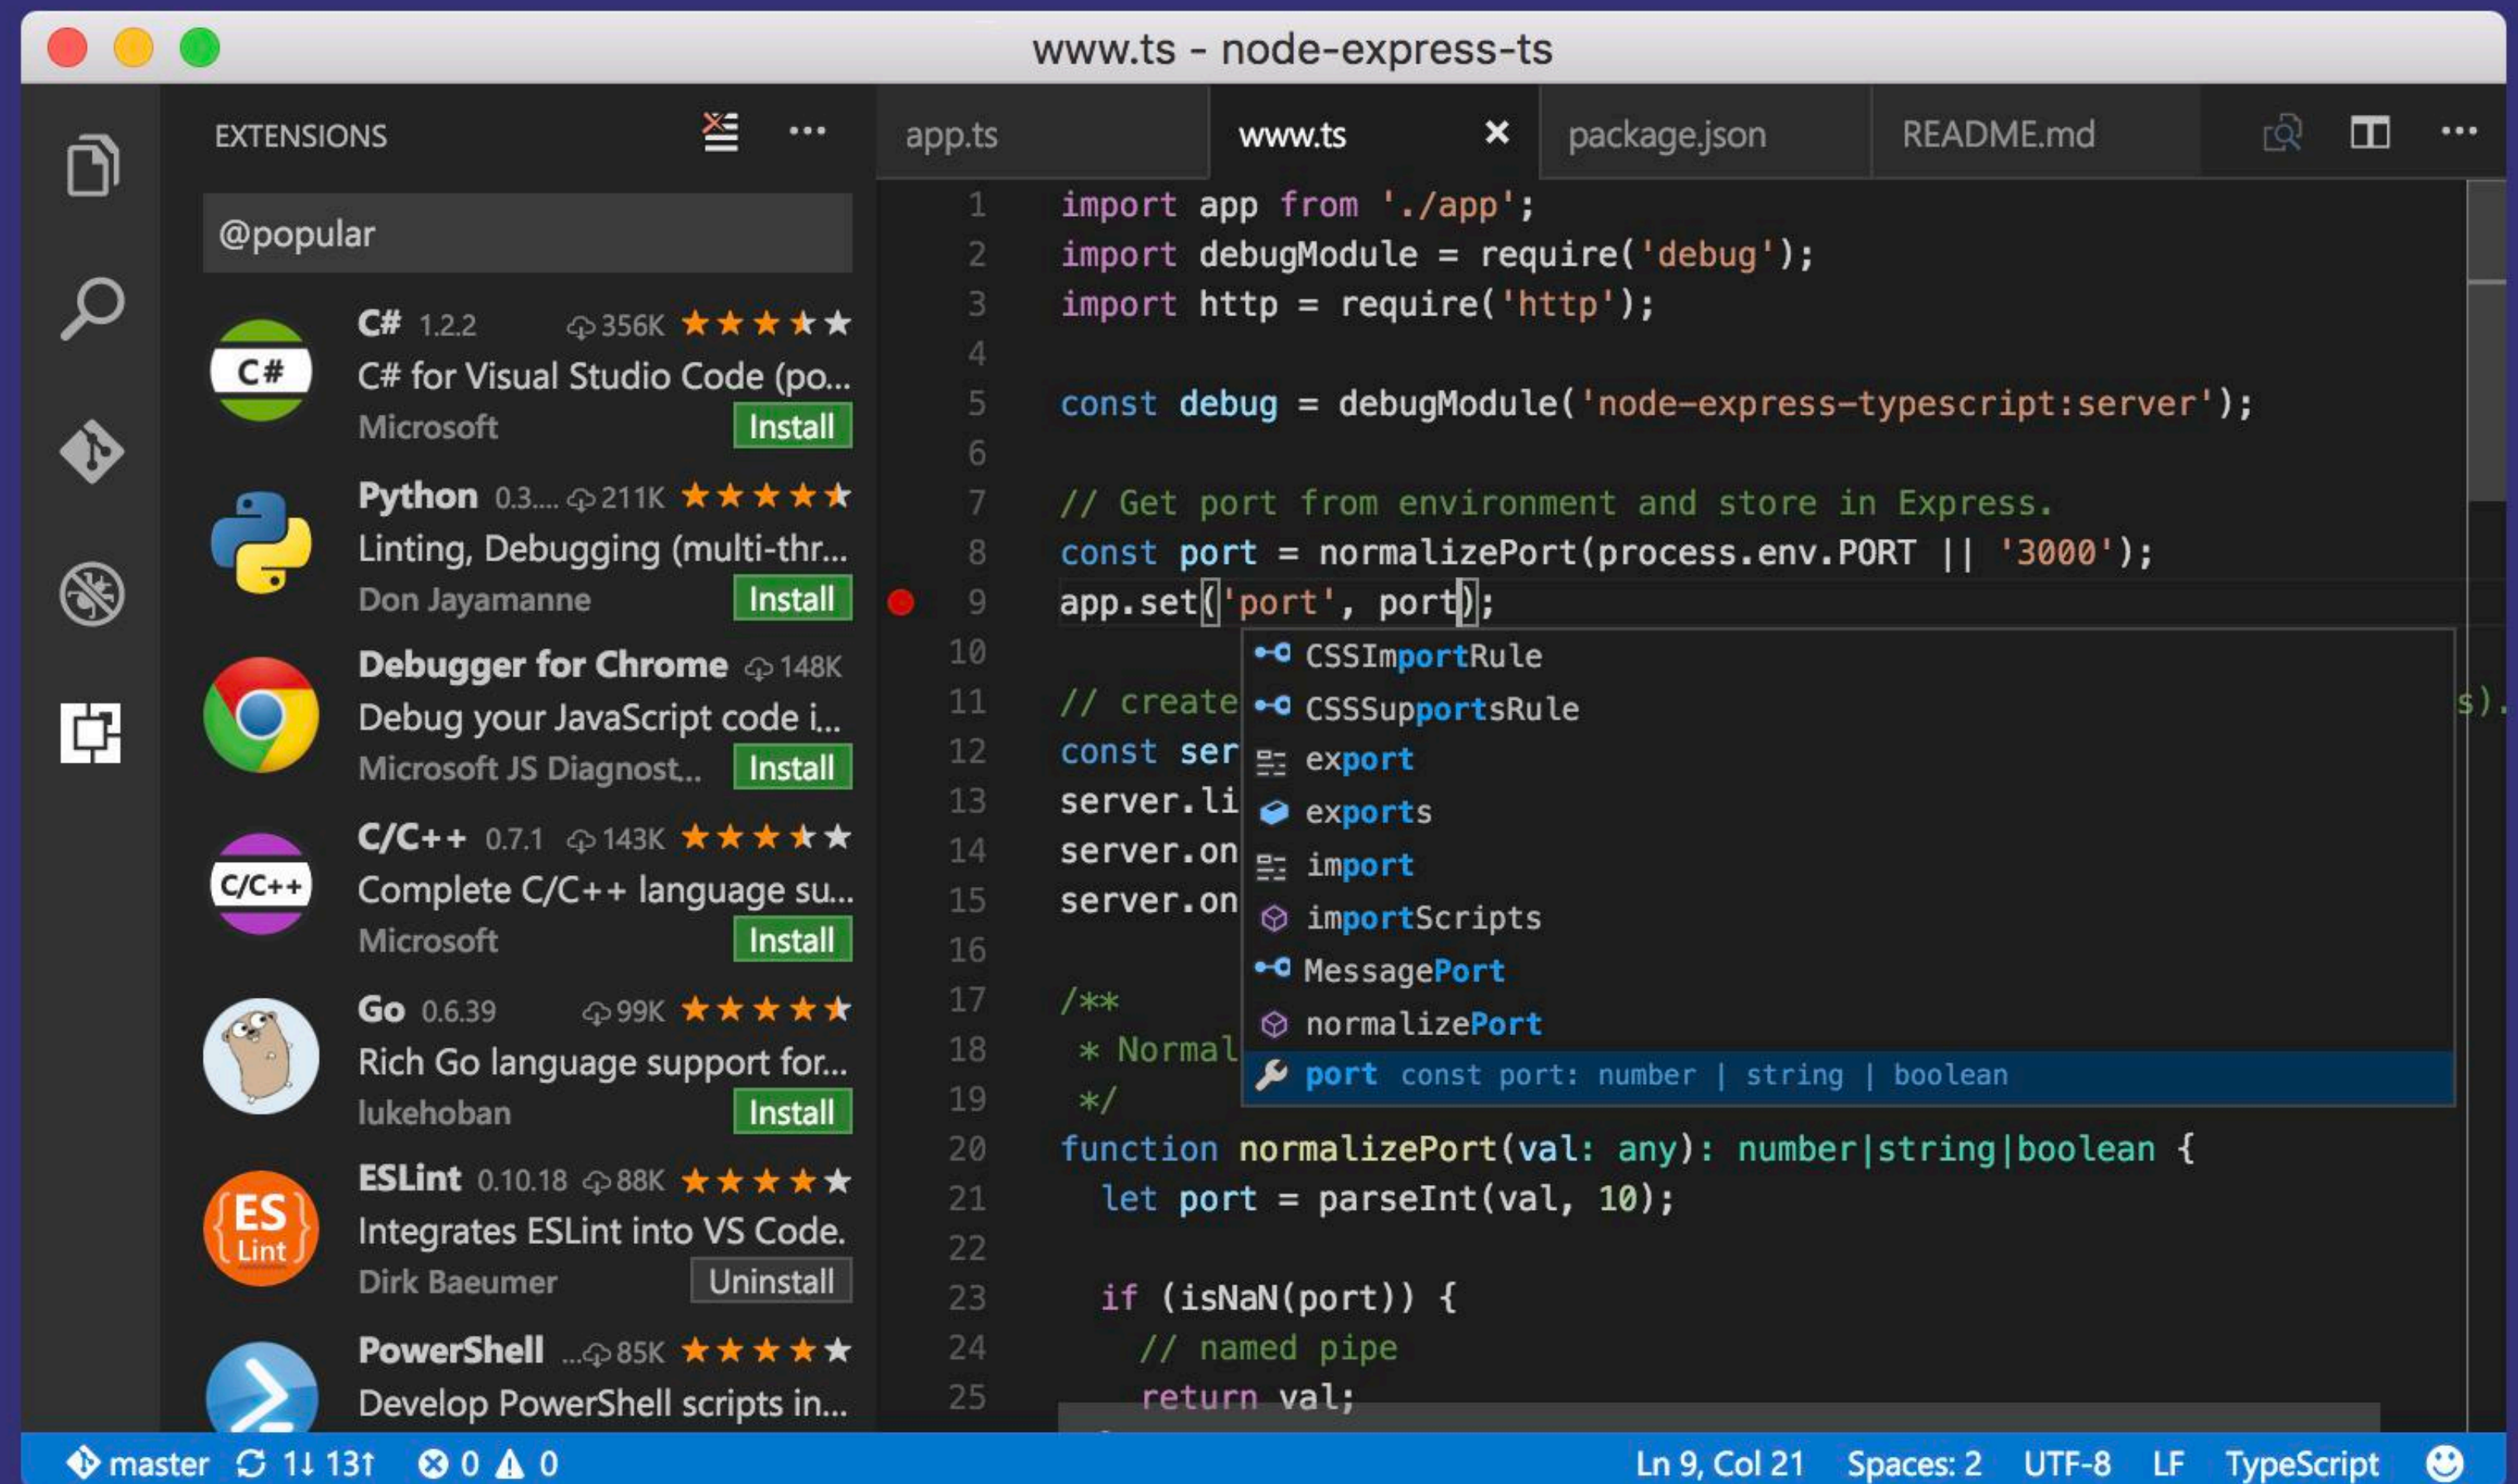 www.ts - node-express-ts
EXTENSIONS
@popular
C# 1.2.2 356K
C#
C# for Visual Studio Code (po...
Microsoft Install
Python 0.3.... 211K
Linting, Debugging (multi-thr...
Don Jayamanne Install
Debugger for Chrome 148K
Debug your JavaScript code i...
Microsoft JS Diagnost... Install
C/C++ 0.7.1 143K
C/C++
Complete C/C++ language su...
Microsoft Install
Go 0.6.39 99K
Rich Go language support for...
lukehoban Install
ESLint 0.10.18 88K
{ES
Lint}
Integrates ESLint into VS Code.
Dirk Baeumer Uninstall
PowerShell ... 85K
Develop PowerShell scripts in...
app.ts www.ts package.json README.md
1 import app from './app';
2 import debugModule = require('debug');
3 import http = require('http');
4
5 const debug = debugModule('node-express-typescript:server');
6
7 // Get port from environment and store in Express.
8 const port = normalizePort(process.env.PORT || '3000');
9 app.set('port', port);
10
11 // create s).
12 const ser
13 server.li
14 server.on
15 server.on
16
17 /**
18 * Normal
19 */
20 function normalizePort(val: any): number|string|boolean {
21 let port = parseInt(val, 10);
22
23 if (isNaN(port)) {
24 // named pipe
25 return val;
CSSImportRule
CSSSupportsRule
export
exports
import
importScripts
MessagePort
normalizePort
port const port: number | string | boolean
master 1↓ 13↑ 0 0 Ln 9, Col 21 Spaces: 2 UTF-8 LF TypeScript